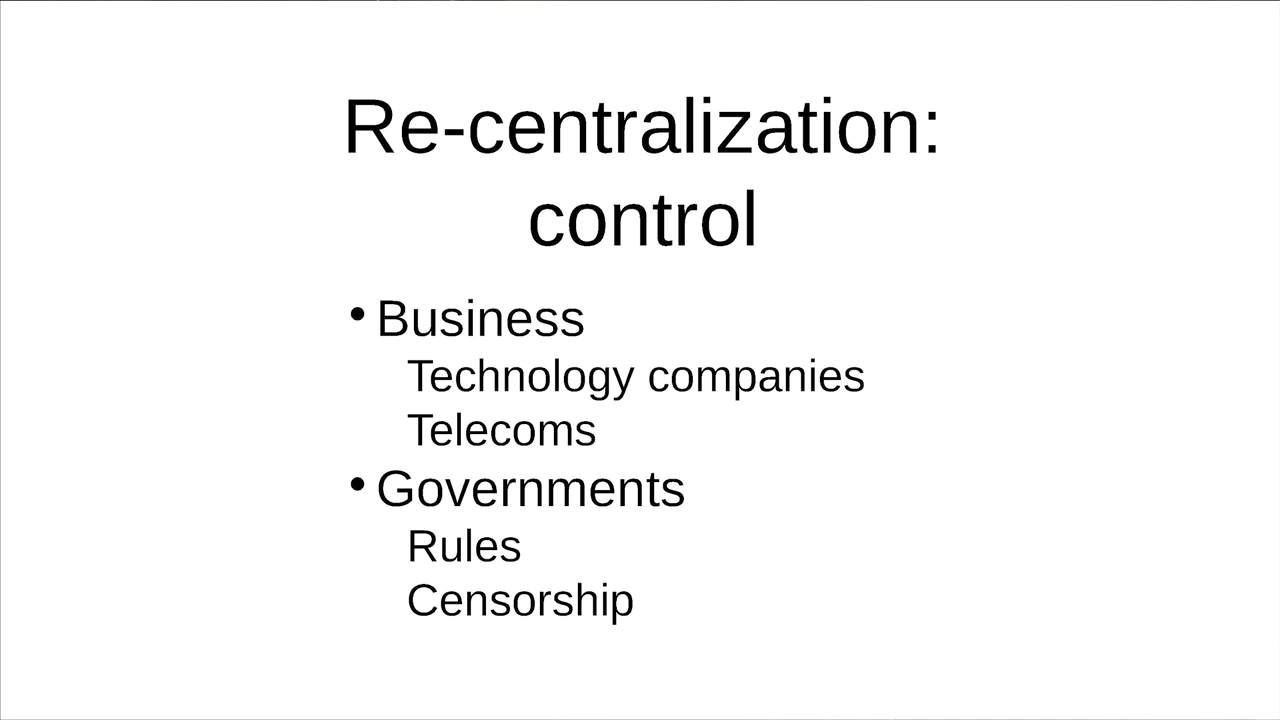 Re-centralization:
control
• Business
Technology companies
Telecoms
• Governments
Rules
Censorship